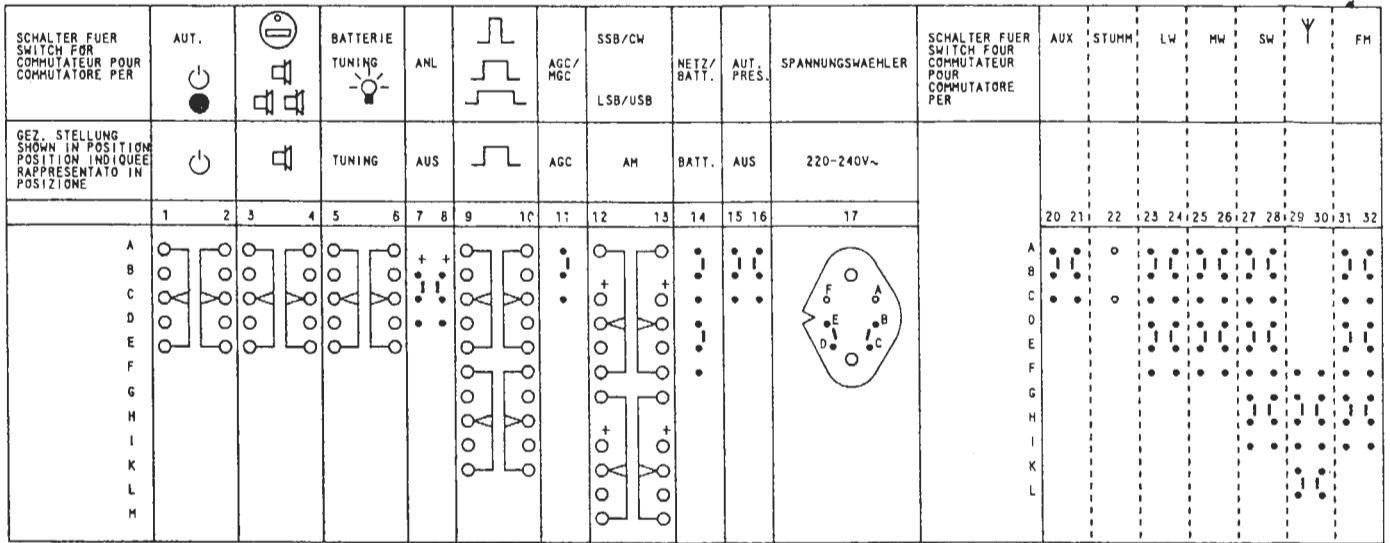 SCHALTER FUER
SWITCH FOR
COMMUTATEUR POUR
COMMUTATORE PER
AUT.
BATTERIE
TUNING
ANL
AGC/
MGC
SSB/CW
LSB/USB
NETZ/
BATT.
AUT.
PRES.
SPANNUNGSWAEHLER
SCHALTER FUER
SWITCH FOUR
COMMUTATEUR
POUR
COMMUTATORE
PER
AUX
STUMM
LW
MW
SW
FM
GEZ. STELLUNG
SHOWN IN POSITION
POSITION INDIQUEE
RAPPRESENTATO IN
POSIZIONE
TUNING
AUS
AGC
AM
BATT.
AUS
220-240V~
1 2 3 4 5 6 7 8 9 10 11 12 13 14 15 16 17 20 21 22 23 24 25 26 27 28 29 30 31 32
A
B
C
D
E
F
G
H
I
K
L
M
+ +
+ +
+ +
F A
E B
D C
A
B
C
D
E
F
G
H
I
K
L